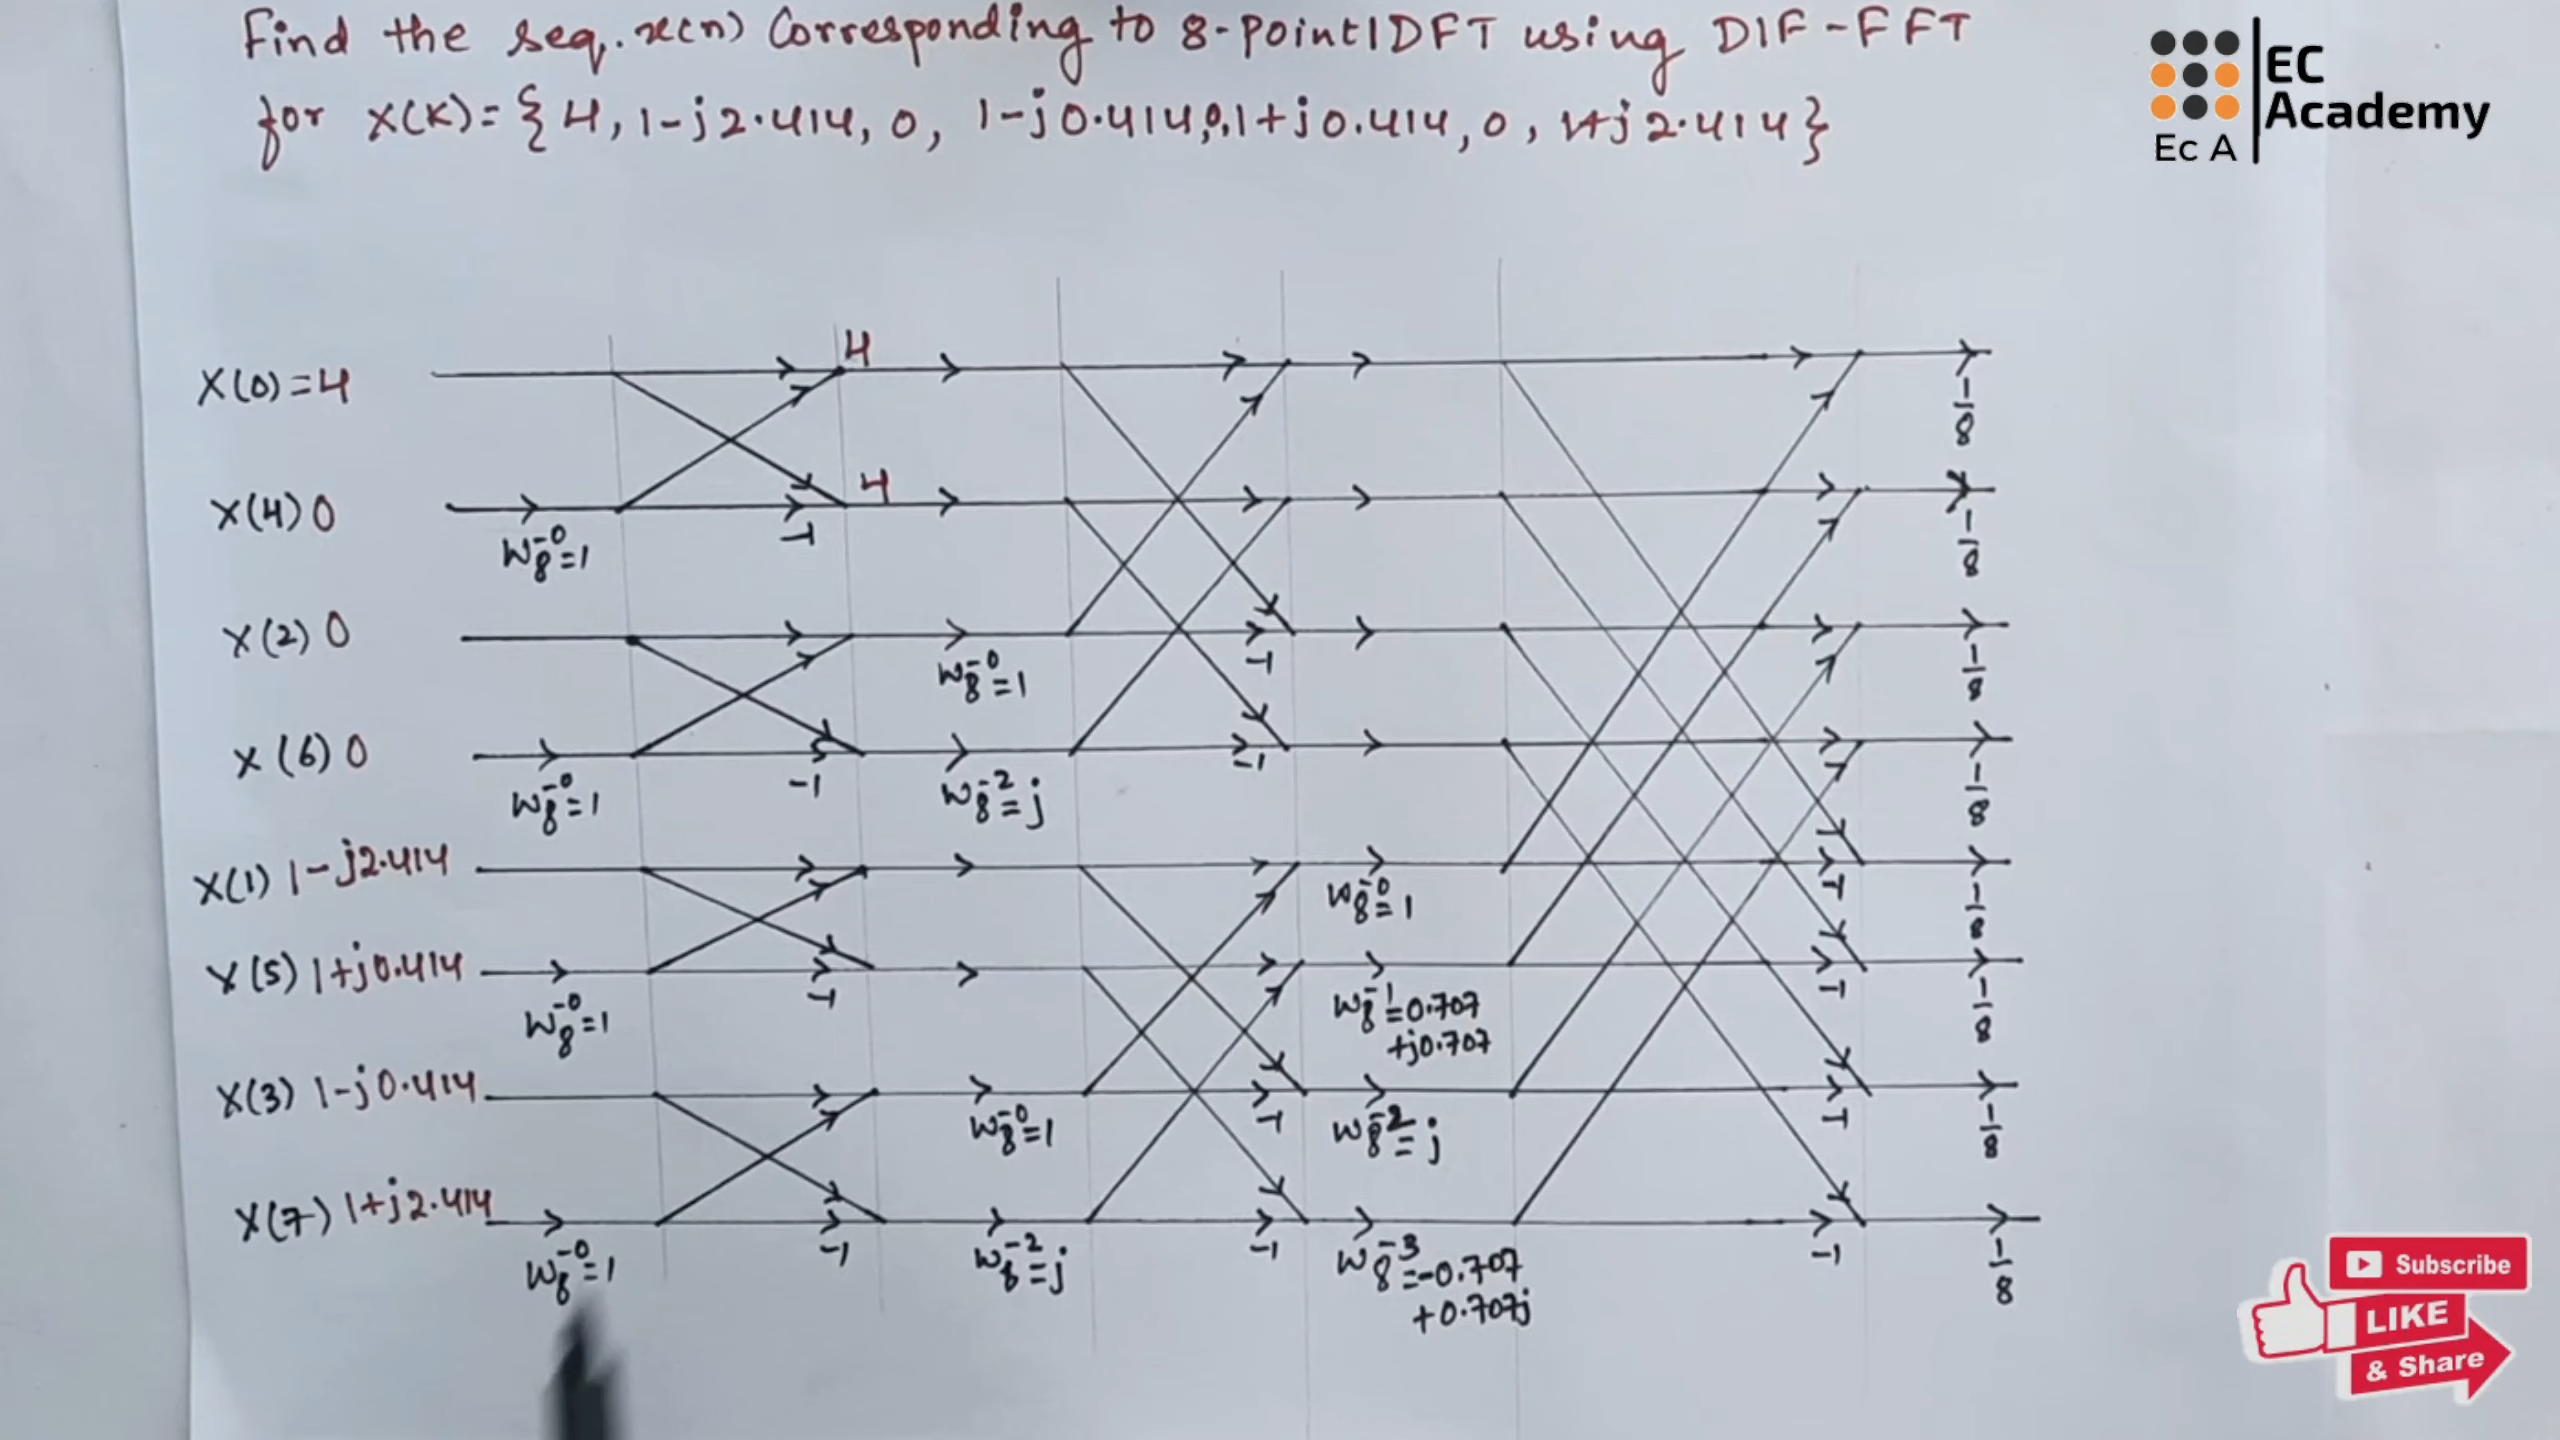 Find the seq. x(n) Corresponding to 8-point IDFT using DIF-FFT
for X(K)={4, 1-j2.414, 0, 1-j0.414, 0, 1+j0.414, 0, 1+j2.414}
EC
Academy
Ec A
X(0)=4
4
-1/8
X(4) 0
W8^-0=1
-1
4
-1/8
X(2) 0
W8^-0=1
-1
-1/8
X(6) 0
W8^-0=1
-1
W8^-2=j
-1
-1/8
X(1) 1-j2.414
W8^-0=1
-1
-1/8
X(5) 1+j0.414
W8^-0=1
-1
W8^-1=0.707
+j0.707
-1
-1/8
X(3) 1-j0.414
W8^-0=1
-1
W8^-2=j
-1
-1/8
X(7) 1+j2.414
W8^-0=1
-1
W8^-2=j
-1
W8^-3=-0.707
+0.707j
-1
-1/8
Subscribe
LIKE
& Share